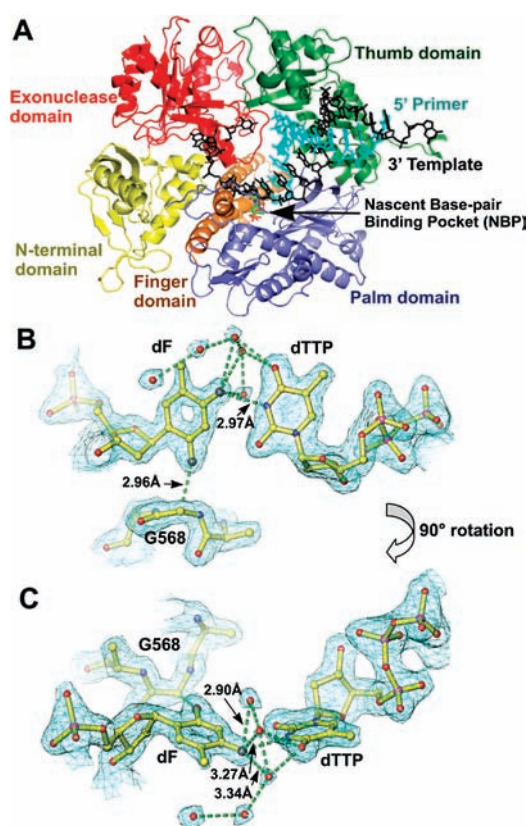 A
Thumb domain
Exonuclease
domain
5' Primer
3' Template
Nascent Base-pair
Binding Pocket (NBP)
N-terminal
domain
Finger
domain
Palm domain
B
dF
dTTP
2.97Å
2.96Å
G568
90° rotation
C
G568
2.90Å
dF
dTTP
3.27Å
3.34Å